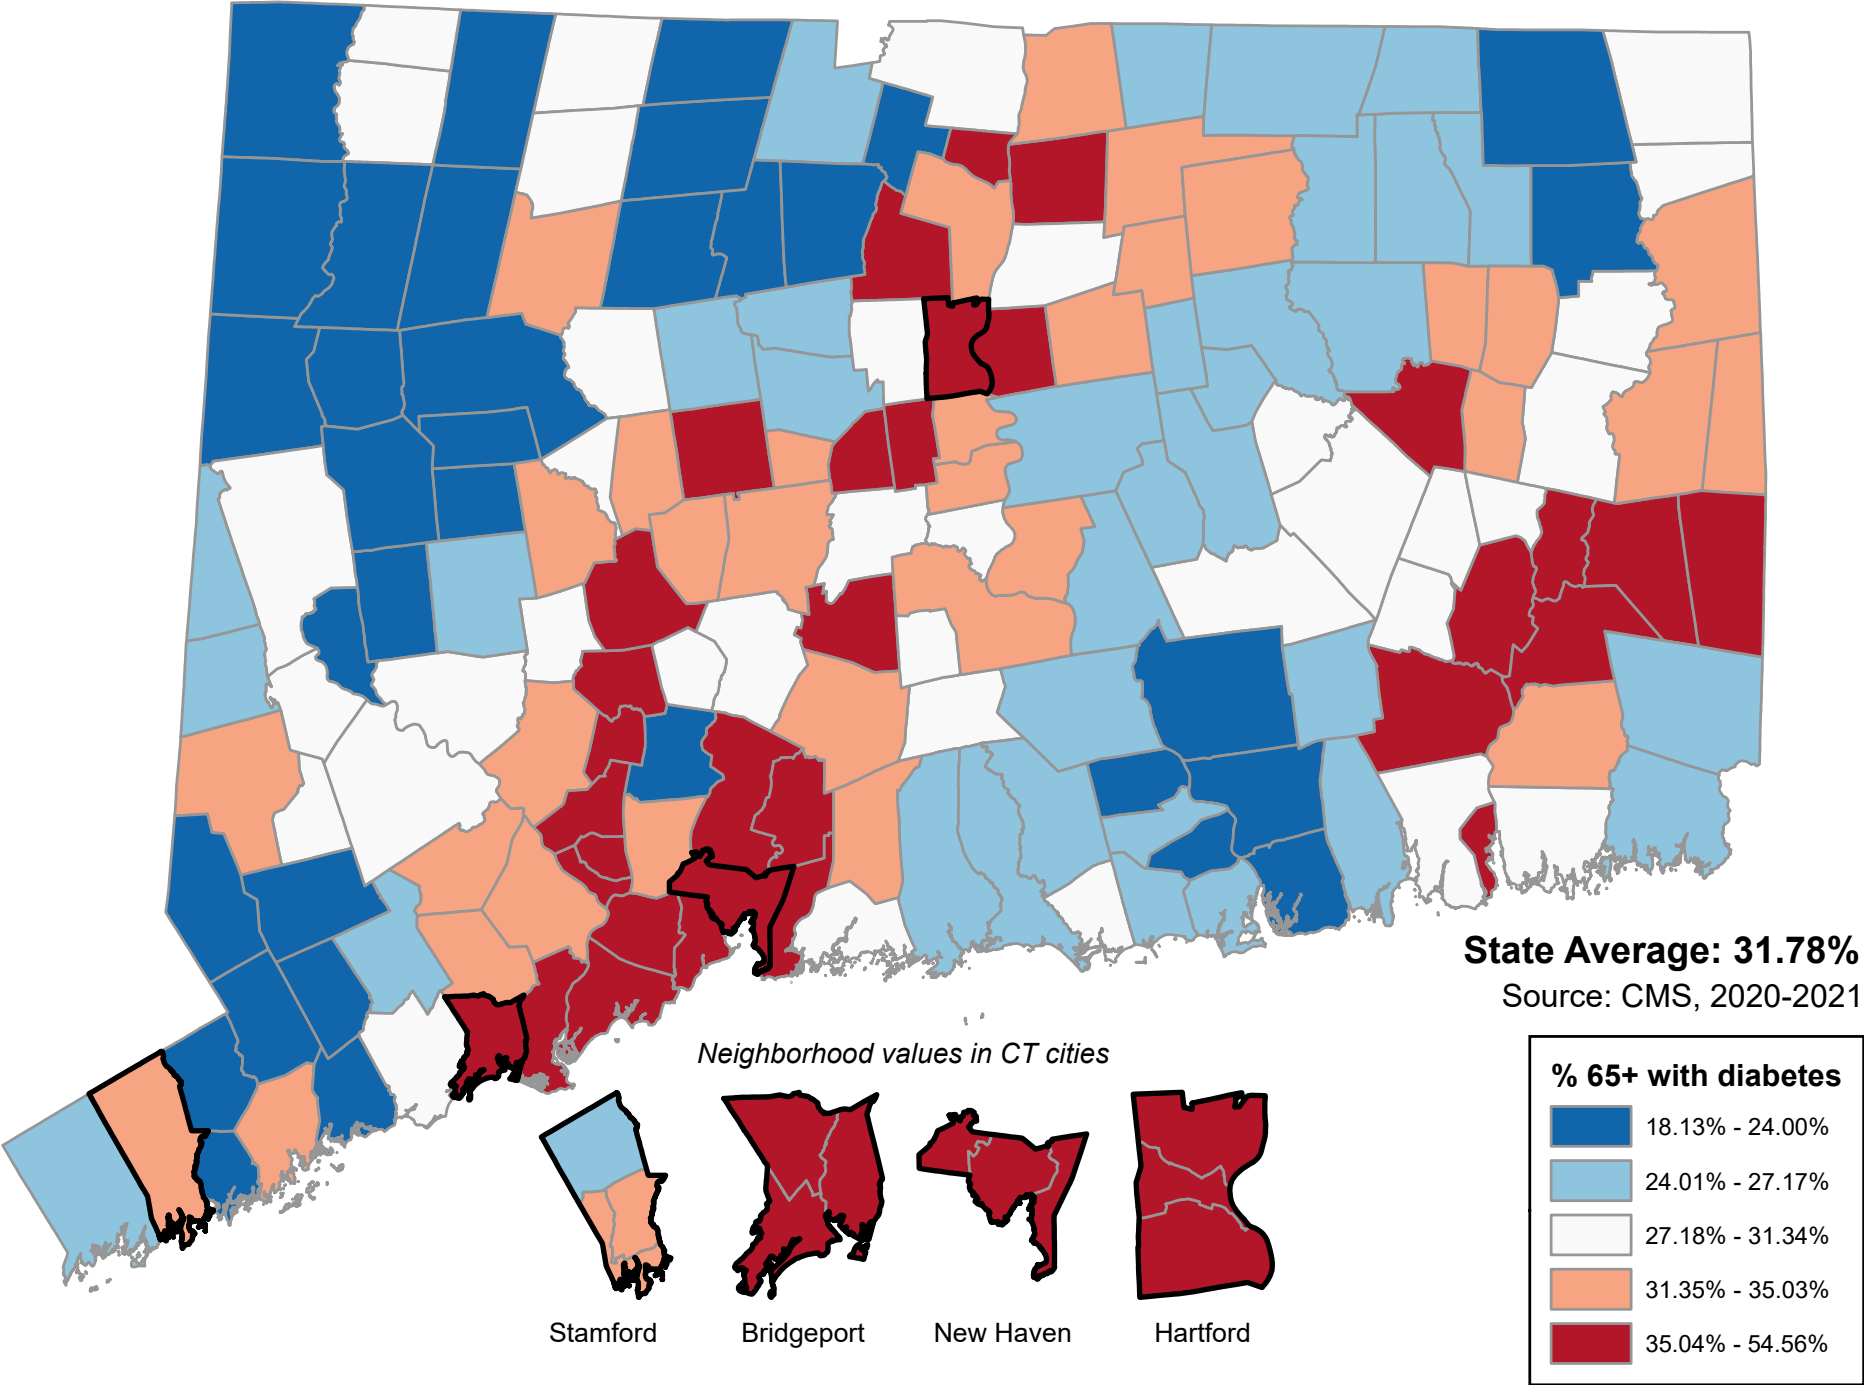 State Average: 31.78%
Source: CMS, 2020-2021
Neighborhood values in CT cities
% 65+ with diabetes
18.13% - 24.00%
24.01% - 27.17%
27.18% - 31.34%
31.35% - 35.03%
35.04% - 54.56%
Stamford
Bridgeport
New Haven
Hartford